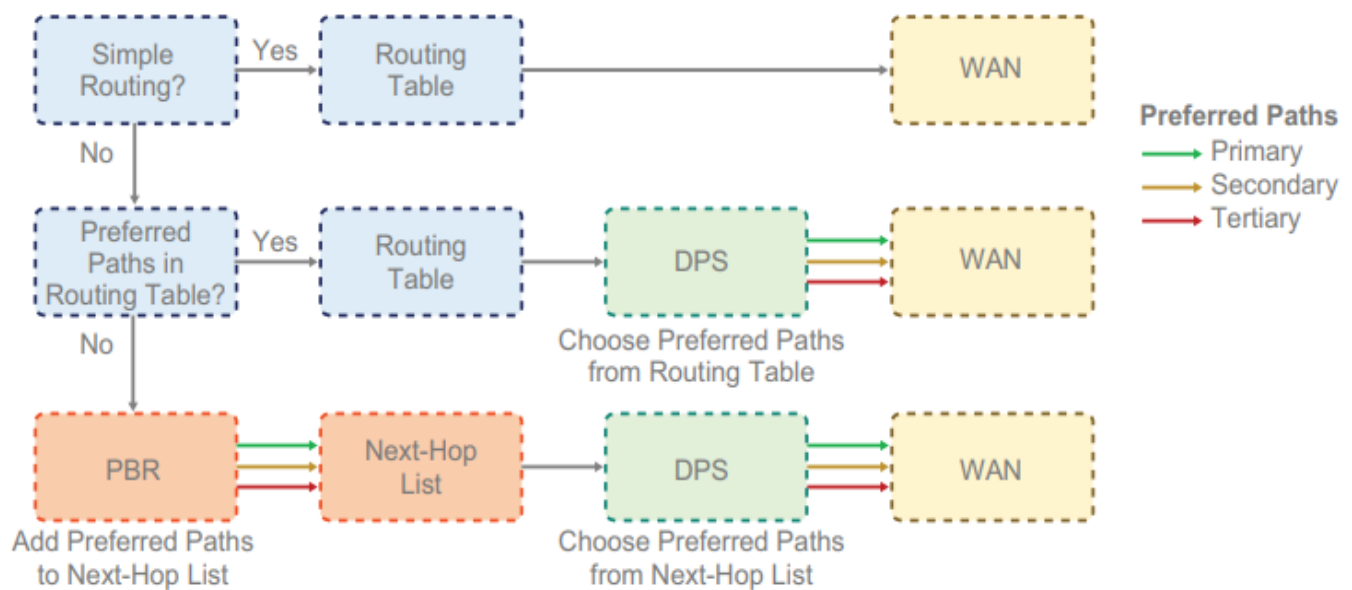 Simple
Routing?
Yes
Routing
Table
WAN
Preferred Paths
Primary
Secondary
Tertiary
No
Preferred
Paths in
Routing Table?
Yes
Routing
Table
DPS
WAN
Choose Preferred Paths
from Routing Table
No
PBR
Next-Hop
List
DPS
WAN
Add Preferred Paths
to Next-Hop List
Choose Preferred Paths
from Next-Hop List